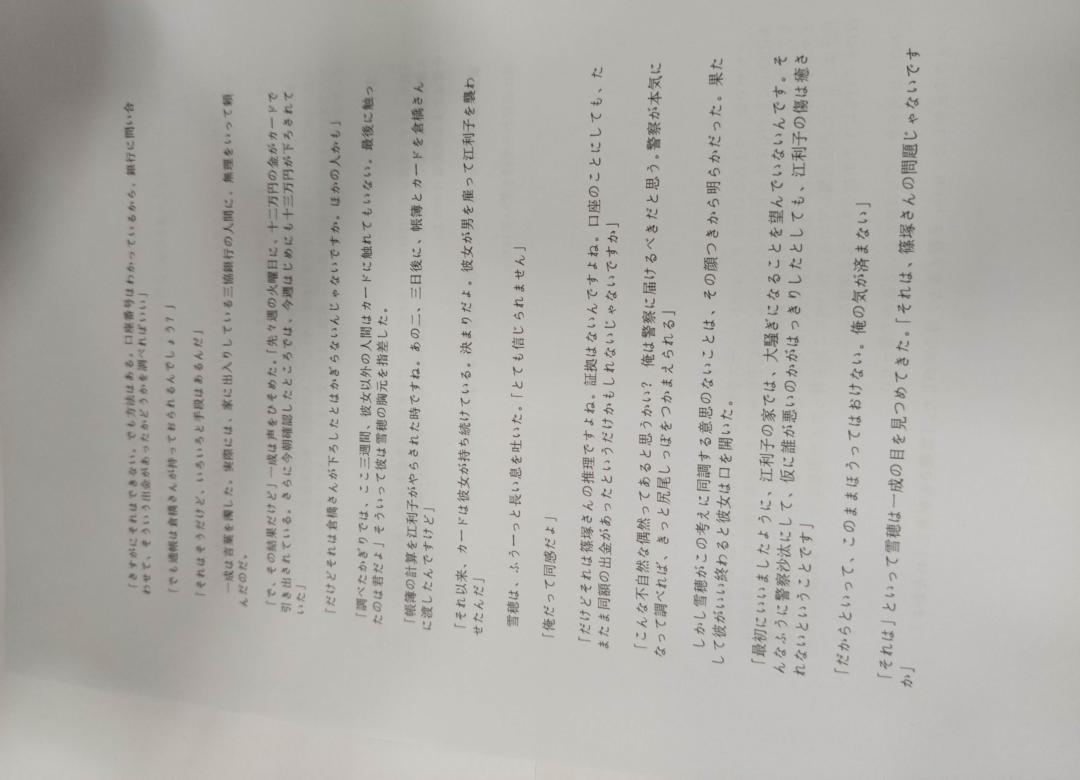 「さすがにそれはできない。でも方法はある。口座番号はわかっているから、銀行に問い合
わせて、そういう出金があったかどうかを調べればいい」
「でも通帳は倉橋さんが持っておられるんでしょう？」
「それはそうだけど、いろいろと手段はあるんだ」
一成は言葉を濁した。実際には、家に出入りしている三協銀行の人間に、無理をいって頼
んだのだ。
「で、その結果だけど」一成は声をひそめた。「先々週の火曜日に、十二万円の金がカードで
引き出されている。さらに今朝確認したところでは、今週はじめにも十三万円が下ろされて
いた」
「だけどそれは倉橋さんが下ろしたとはかぎらないんじゃないですか。ほかの人かも」
「調べたかぎりでは、ここ三週間、彼女以外の人間はカードに触れてもいない。最後に触っ
たのは君だよ」そういって彼は雪穂の胸元を指差した。
「帳簿の計算を江利子がやらされた時ですね。あの二、三日後に、帳簿とカードを倉橋さん
に渡したんですけど」
「それ以来、カードは彼女が持ち続けている。決まりだよ。彼女が男を雇って江利子を襲わ
せたんだ」
雪穂は、ふうーっと長い息を吐いた。「とても信じられません」
「俺だって同感だよ」
「だけどそれは篠塚さんの推理ですよね。証拠はないんですよね。口座のことにしても、た
またま同額の出金があったというだけかもしれないじゃないですか」
「こんな不自然な偶然ってあると思うかい？　俺は警察に届けるべきだと思う。警察が本気に
なって調べれば、きっと尻尾しっぽをつかまえられる」
しかし雪穂がこの考えに同調する意思のないことは、その顔つきから明らかだった。果た
して彼がいい終わると彼女は口を開いた。
「最初にいいましたように、江利子の家では、大騒ぎになることを望んでいないんです。そ
んなふうに警察沙汰にして、仮に誰が悪いのかがはっきりしたとしても、江利子の傷は癒さ
れないということです」
「だからといって、このままほうってはおけない。俺の気が済まない」
「それは」といって雪穂は一成の目を見つめてきた。「それは、篠塚さんの問題じゃないです
か」